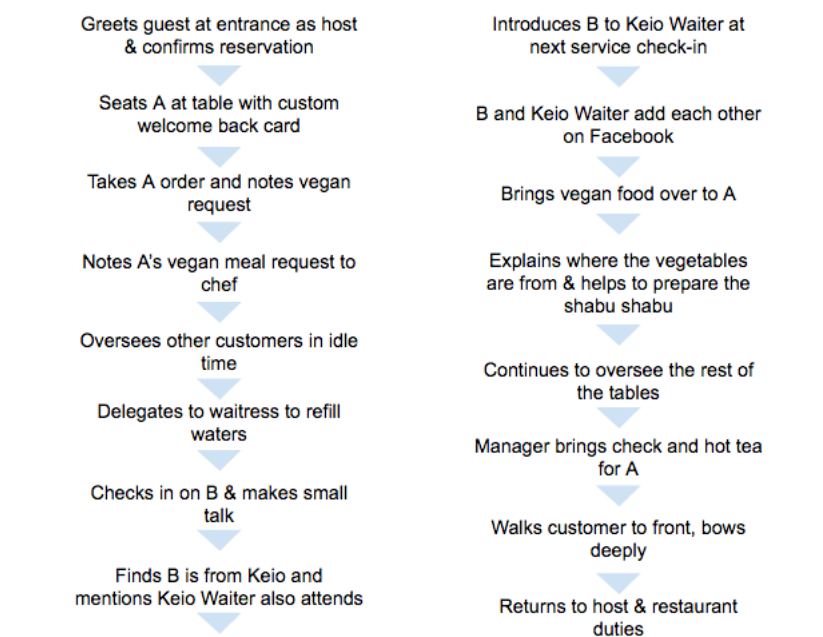 Greets guest at entrance as host
& confirms reservation
Seats A at table with custom
welcome back card
Takes A order and notes vegan
request
Notes A's vegan meal request to
chef
Oversees other customers in idle
time
Delegates to waitress to refill
waters
Checks in on B & makes small
talk
Finds B is from Keio and
mentions Keio Waiter also attends
Introduces B to Keio Waiter at
next service check-in
B and Keio Waiter add each other
on Facebook
Brings vegan food over to A
Explains where the vegetables
are from & helps to prepare the
shabu shabu
Continues to oversee the rest of
the tables
Manager brings check and hot tea
for A
Walks customer to front, bows
deeply
Returns to host & restaurant
duties